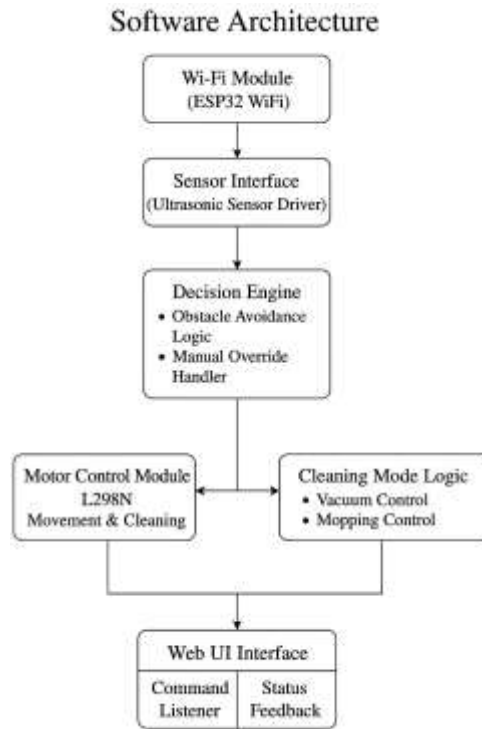 Software Architecture
Wi-Fi Module
(ESP32 WiFi)
Sensor Interface
(Ultrasonic Sensor Driver)
Decision Engine
• Obstacle Avoidance
Logic
• Manual Override
Handler
Motor Control Module
L298N
Movement & Cleaning
Cleaning Mode Logic
• Vacuum Control
• Mopping Control
Web UI Interface
Command
Listener
Status
Feedback